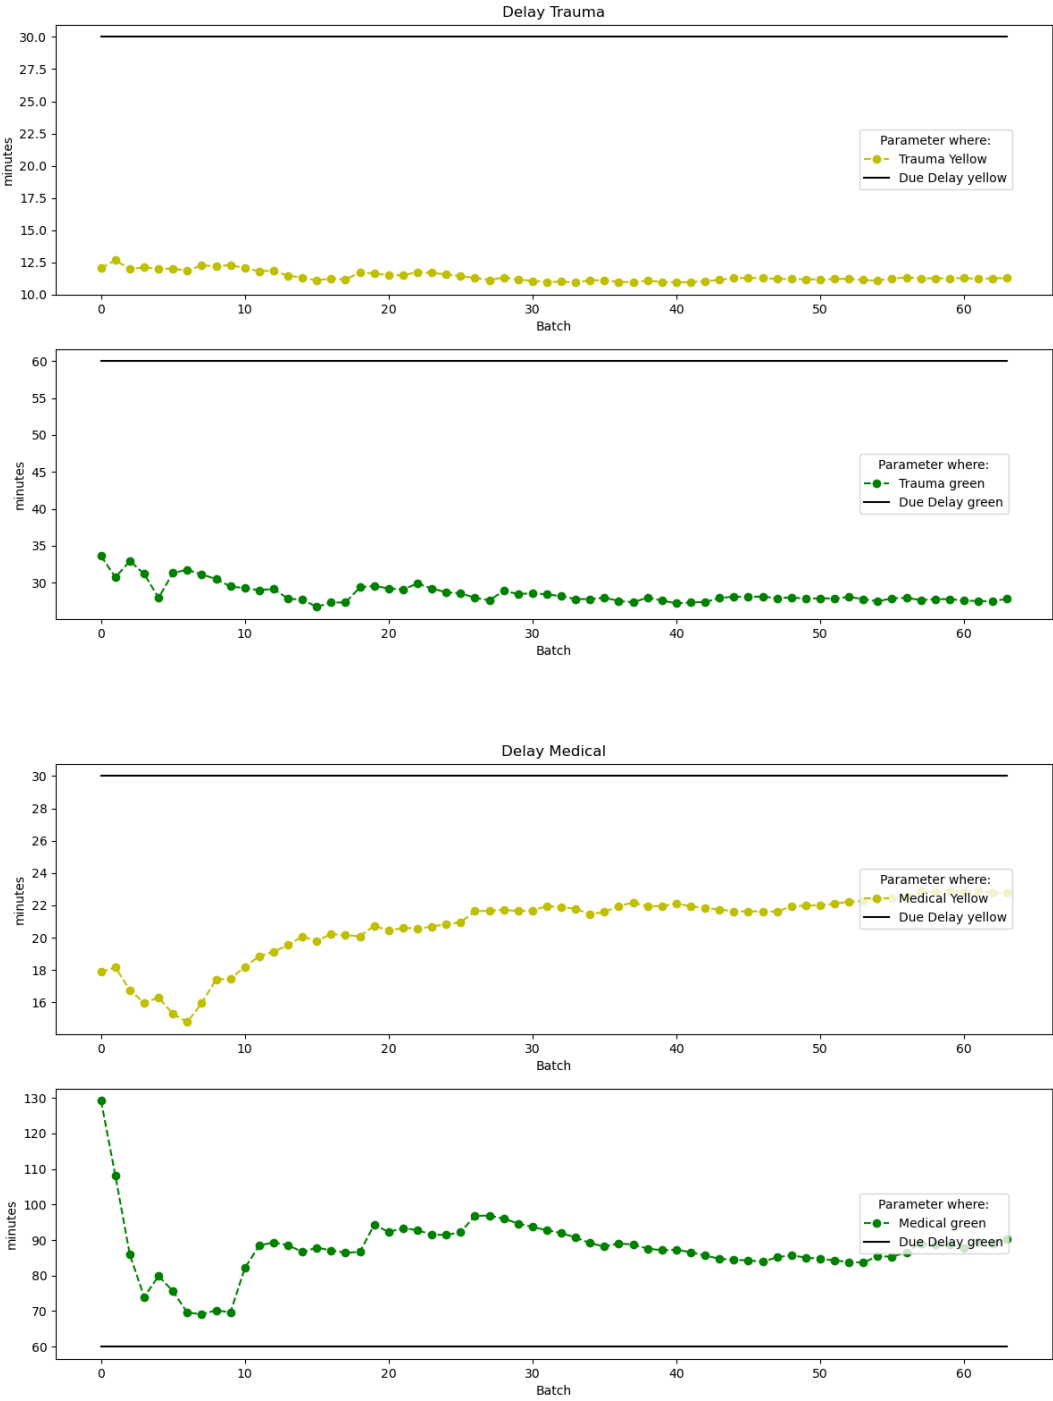 Delay Trauma
30.0
27.5
25.0
22.5
20.0
17.5
15.0
12.5
10.0
minutes
Parameter where:
Trauma Yellow
Due Delay yellow
0 10 20 30 40 50 60
Batch
60
55
50
45
40
35
30
minutes
Parameter where:
Trauma green
Due Delay green
0 10 20 30 40 50 60
Batch
Delay Medical
30
28
26
24
22
20
18
16
minutes
Parameter where:
Medical Yellow
Due Delay yellow
0 10 20 30 40 50 60
Batch
130
120
110
100
90
80
70
60
minutes
Parameter where:
Medical green
Due Delay green
0 10 20 30 40 50 60
Batch